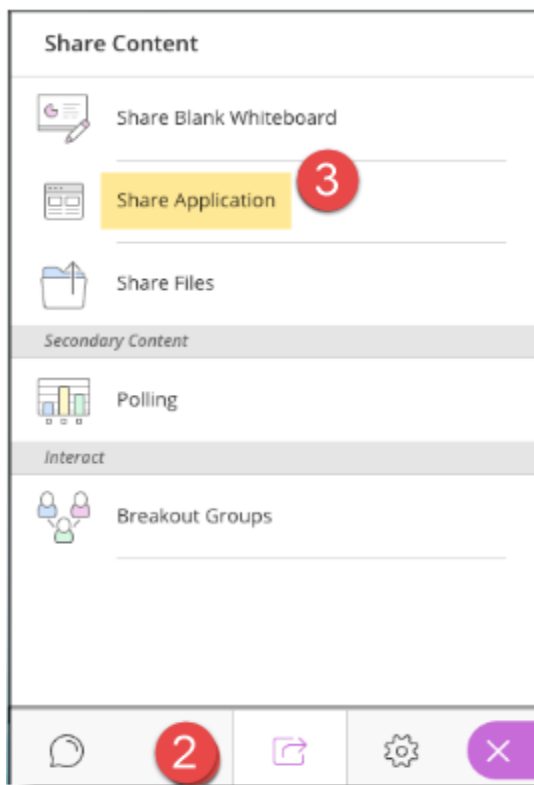 Share Content
Share Blank Whiteboard
Share Application
3
Share Files
Secondary Content
Polling
Interact
Breakout Groups
2